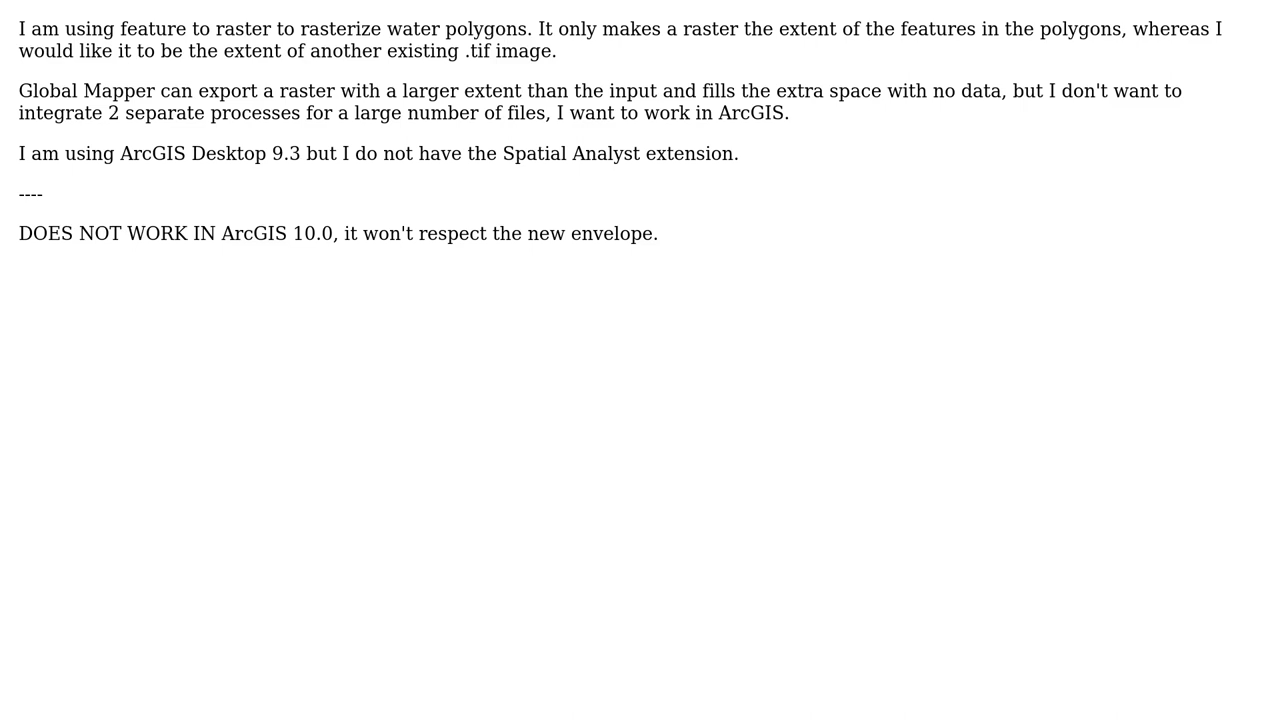 I am using feature to raster to rasterize water polygons. It only makes a raster the extent of the features in the polygons, whereas I
would like it to be the extent of another existing .tif image.
Global Mapper can export a raster with a larger extent than the input and fills the extra space with no data, but I don't want to
integrate 2 separate processes for a large number of files, I want to work in ArcGIS.
I am using ArcGIS Desktop 9.3 but I do not have the Spatial Analyst extension.
----
DOES NOT WORK IN ArcGIS 10.0, it won't respect the new envelope.